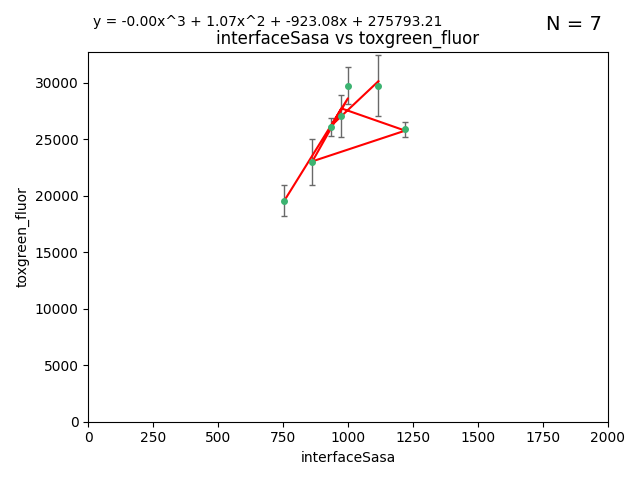 y = -0.00x^3 + 1.07x^2 + -923.08x + 275793.21
N = 7
interfaceSasa vs toxgreen_fluor
30000
25000
20000
15000
10000
5000
0
toxgreen_fluor
0 250 500 750 1000 1250 1500 1750 2000
interfaceSasa